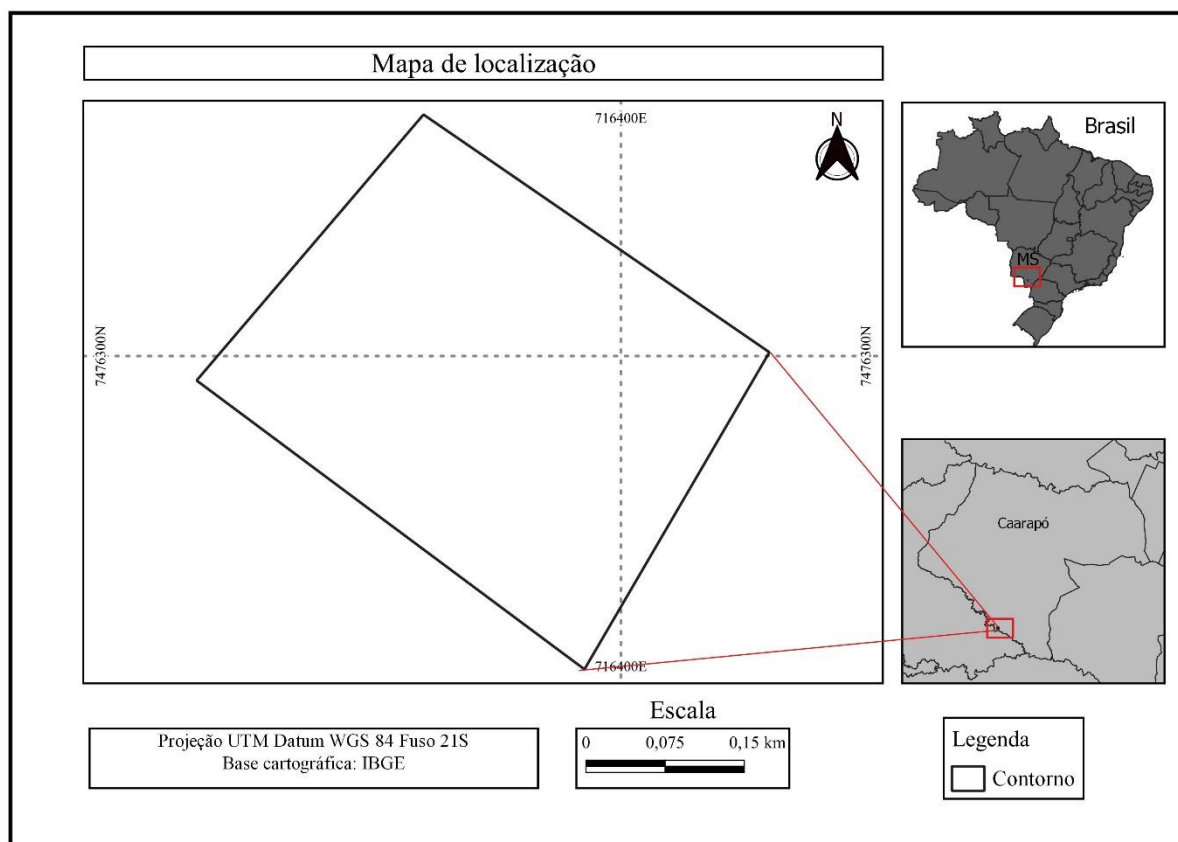 Mapa de localização
716400E
N
7476300N
7476300N
716400E
Brasil
MS
Caarapó
Projeção UTM Datum WGS 84 Fuso 21S
Base cartográfica: IBGE
Escala
0 0,075 0,15 km
Legenda
Contorno